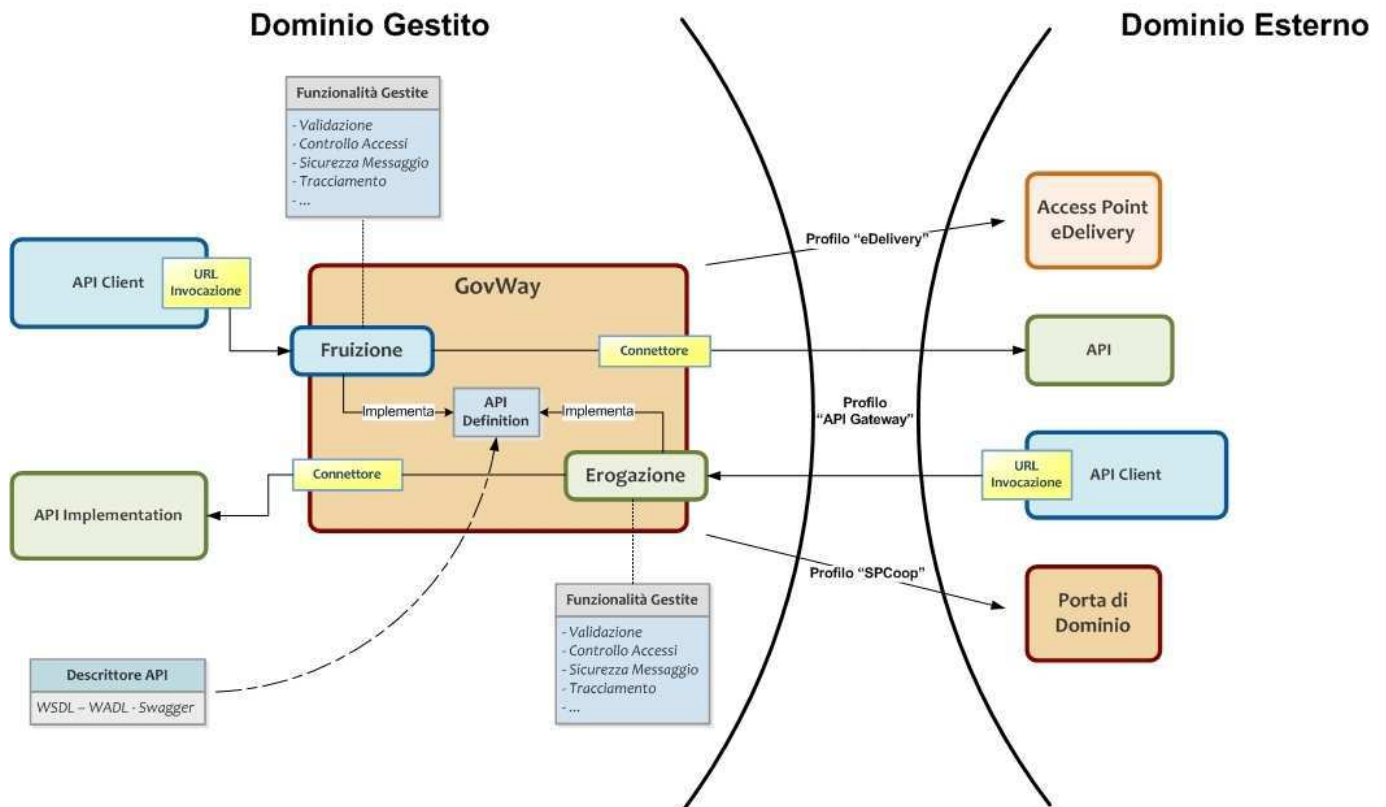 Dominio Gestito
Dominio Esterno
Funzionalità Gestite
- Validazione
- Controllo Accessi
- Sicurezza Messaggio
- Tracciamento
- ...
Access Point
eDelivery
Profilo “eDelivery”
API Client
URL
Invocazione
GovWay
Fruizione
Connettore
API
Implementa
API
Definition
Implementa
Profilo
“API Gateway”
Connettore
Erogazione
URL
Invocazione
API Client
API Implementation
Profilo “SPCoop”
Funzionalità Gestite
- Validazione
- Controllo Accessi
- Sicurezza Messaggio
- Tracciamento
- ...
Porta di
Dominio
Descrittore API
WSDL – WADL - Swagger